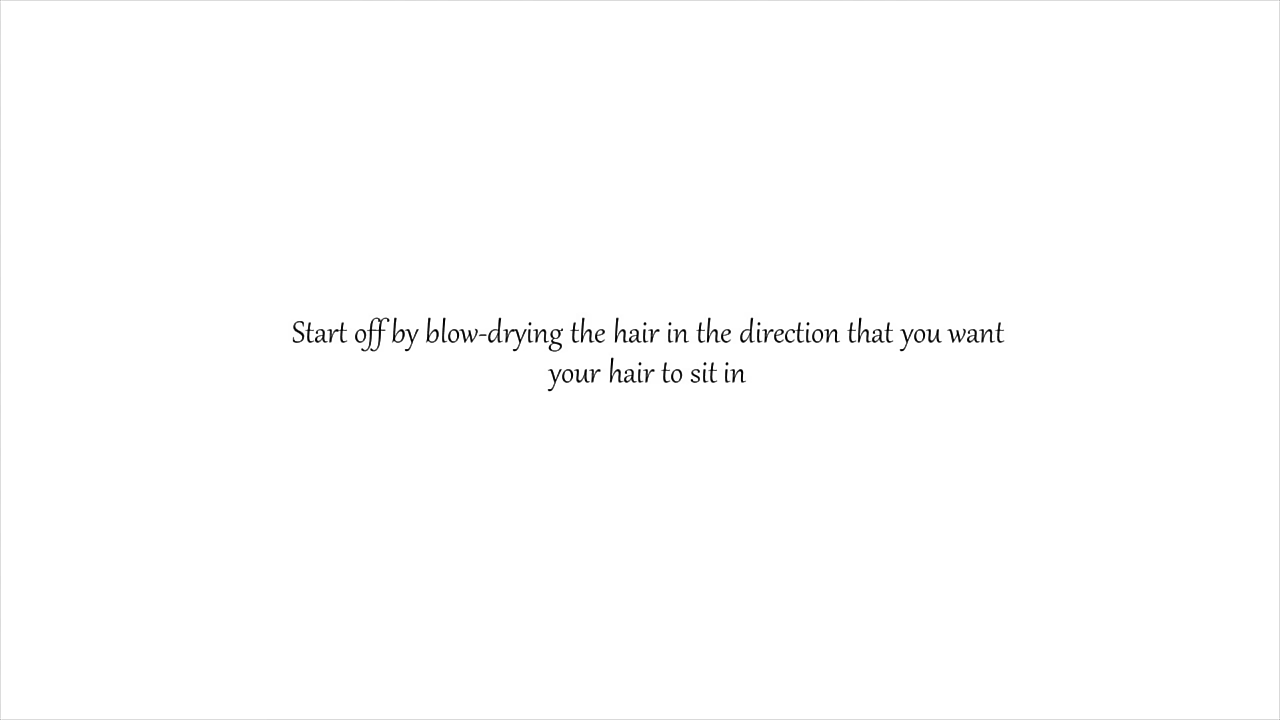 Start off by blow-drying the hair in the direction that you want
your hair to sit in